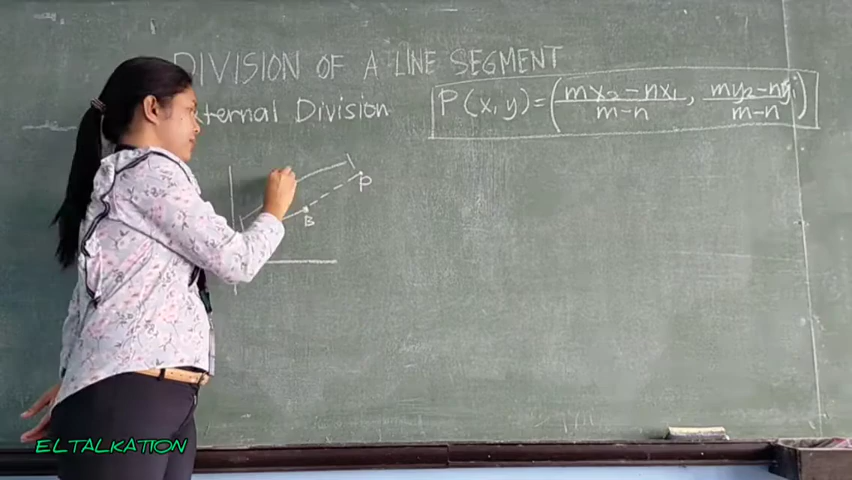 DIVISION OF A LINE SEGMENT
ternal Division
P(x, y) = (mx₂ - nx₁ / m-n, my₂ - ny₁ / m-n)
P
B
ELTALKATION